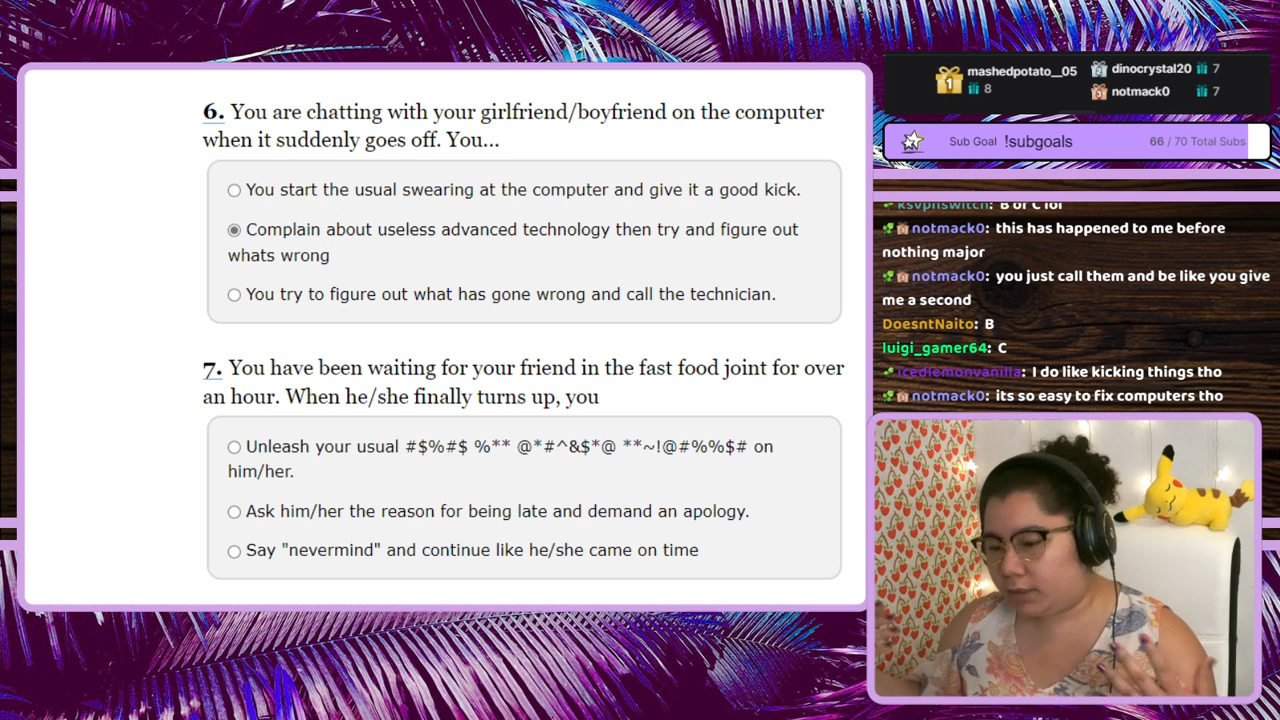 6. You are chatting with your girlfriend/boyfriend on the computer
when it suddenly goes off. You...
You start the usual swearing at the computer and give it a good kick.
Complain about useless advanced technology then try and figure out
whats wrong
You try to figure out what has gone wrong and call the technician.
7. You have been waiting for your friend in the fast food joint for over
an hour. When he/she finally turns up, you
Unleash your usual #$%#$ %** @*#^&$*@ **~!@#%%$# on
him/her.
Ask him/her the reason for being late and demand an apology.
Say "nevermind" and continue like he/she came on time
1 mashedpotato__05
8
2 dinocrystal20 7
3 notmack0 7
Sub Goal !subgoals 66 / 70 Total Subs
ksvphswitch: B or C lol
notmack0: this has happened to me before
nothing major
notmack0: you just call them and be like you give
me a second
DoesntNaito: B
luigi_gamer64: C
icedlemonvanilla: I do like kicking things tho
notmack0: its so easy to fix computers tho